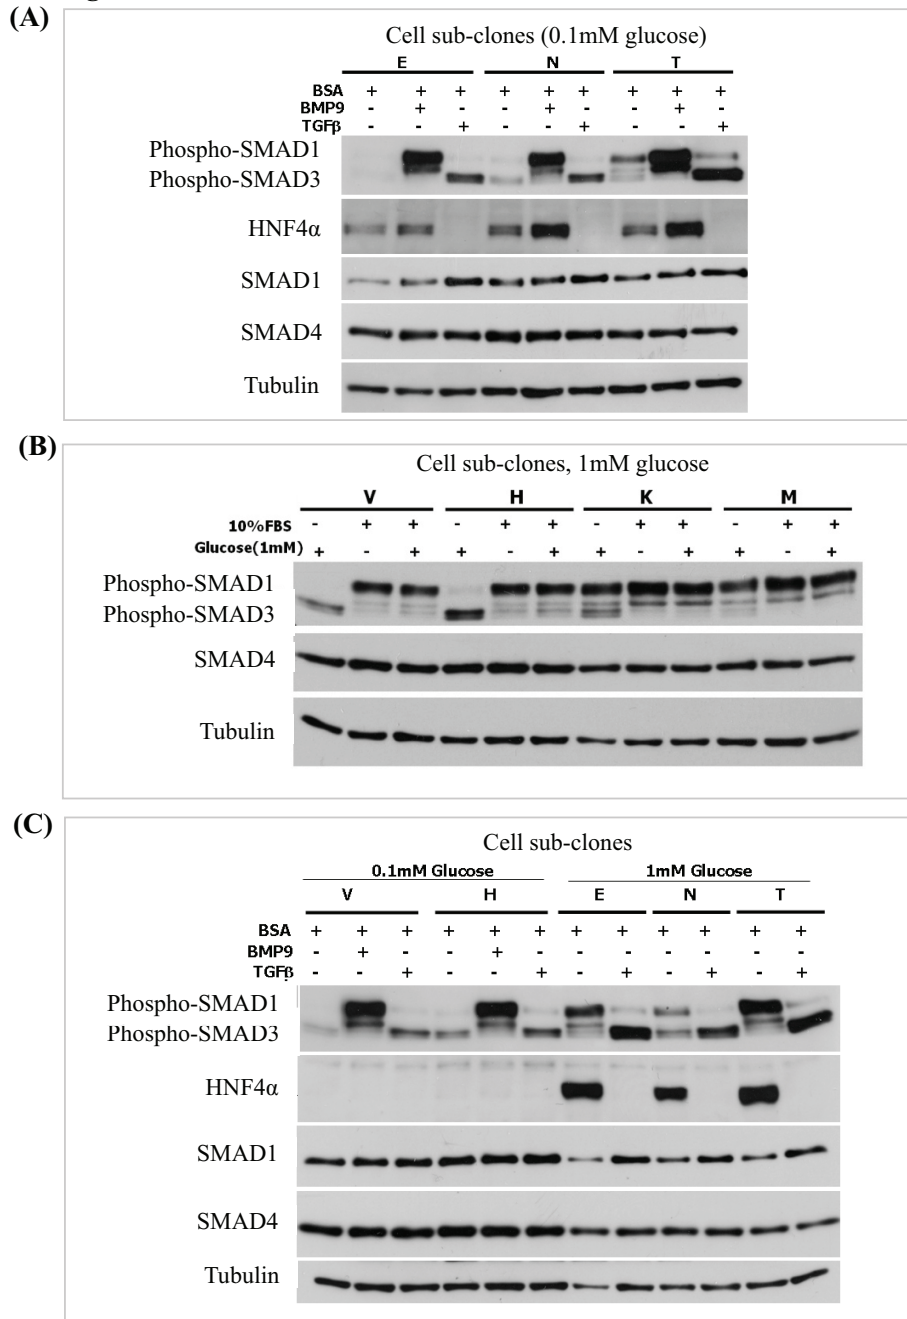 (A)
Cell sub-clones (0.1mM glucose)
E N T
BSA + + + + + + + + +
BMP9 - + - - + - - + -
TGFβ - - + - - + - - +
Phospho-SMAD1
Phospho-SMAD3
HNF4α
SMAD1
SMAD4
Tubulin
(B)
Cell sub-clones, 1mM glucose
V H K M
10%FBS - + + - + + - + + - + +
Glucose(1mM) + - + + - + + - + + - +
Phospho-SMAD1
Phospho-SMAD3
SMAD4
Tubulin
(C)
Cell sub-clones
0.1mM Glucose 1mM Glucose
V H E N T
BSA + + + + + + + + + + + +
BMP9 - + - - + - - - - - - -
TGFβ - - + - - + - + - + - +
Phospho-SMAD1
Phospho-SMAD3
HNF4α
SMAD1
SMAD4
Tubulin